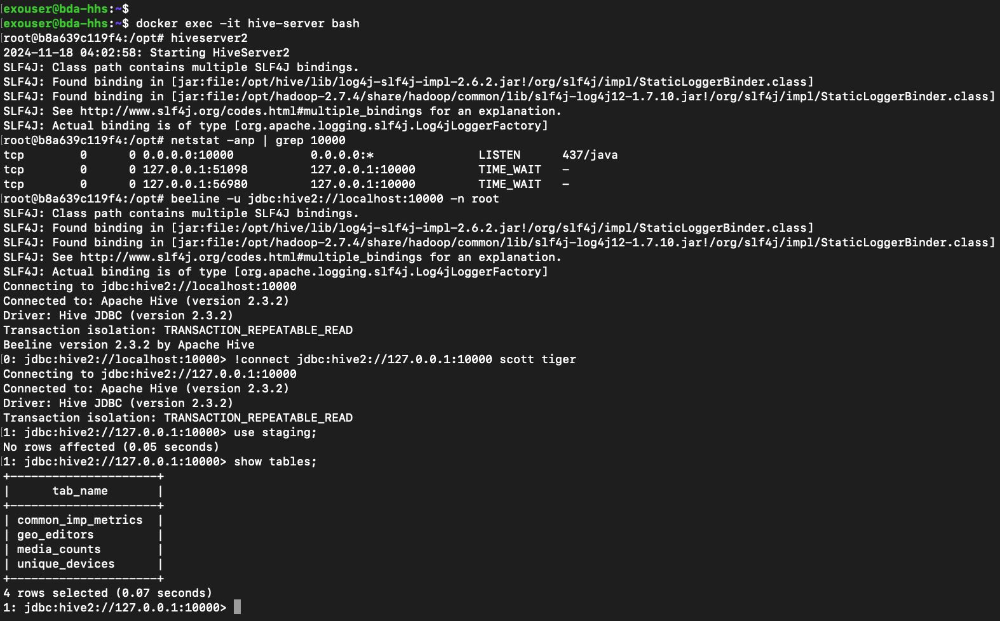 exouser@bda-hhs:~$
exouser@bda-hhs:~$ docker exec -it hive-server bash
root@b8a639c119f4:/opt# hiveserver2
2024-11-18 04:02:58: Starting HiveServer2
SLF4J: Class path contains multiple SLF4J bindings.
SLF4J: Found binding in [jar:file:/opt/hive/lib/log4j-slf4j-impl-2.6.2.jar!/org/slf4j/impl/StaticLoggerBinder.class]
SLF4J: Found binding in [jar:file:/opt/hadoop-2.7.4/share/hadoop/common/lib/slf4j-log4j12-1.7.10.jar!/org/slf4j/impl/StaticLoggerBinder.class]
SLF4J: See http://www.slf4j.org/codes.html#multiple_bindings for an explanation.
SLF4J: Actual binding is of type [org.apache.logging.slf4j.Log4jLoggerFactory]
root@b8a639c119f4:/opt# netstat -anp | grep 10000
tcp        0      0 0.0.0.0:10000           0.0.0.0:*               LISTEN      437/java
tcp        0      0 127.0.0.1:51098         127.0.0.1:10000         TIME_WAIT   -
tcp        0      0 127.0.0.1:56980         127.0.0.1:10000         TIME_WAIT   -
root@b8a639c119f4:/opt# beeline -u jdbc:hive2://localhost:10000 -n root
SLF4J: Class path contains multiple SLF4J bindings.
SLF4J: Found binding in [jar:file:/opt/hive/lib/log4j-slf4j-impl-2.6.2.jar!/org/slf4j/impl/StaticLoggerBinder.class]
SLF4J: Found binding in [jar:file:/opt/hadoop-2.7.4/share/hadoop/common/lib/slf4j-log4j12-1.7.10.jar!/org/slf4j/impl/StaticLoggerBinder.class]
SLF4J: See http://www.slf4j.org/codes.html#multiple_bindings for an explanation.
SLF4J: Actual binding is of type [org.apache.logging.slf4j.Log4jLoggerFactory]
Connecting to jdbc:hive2://localhost:10000
Connected to: Apache Hive (version 2.3.2)
Driver: Hive JDBC (version 2.3.2)
Transaction isolation: TRANSACTION_REPEATABLE_READ
Beeline version 2.3.2 by Apache Hive
0: jdbc:hive2://localhost:10000> !connect jdbc:hive2://127.0.0.1:10000 scott tiger
Connecting to jdbc:hive2://127.0.0.1:10000
Connected to: Apache Hive (version 2.3.2)
Driver: Hive JDBC (version 2.3.2)
Transaction isolation: TRANSACTION_REPEATABLE_READ
1: jdbc:hive2://127.0.0.1:10000> use staging;
No rows affected (0.05 seconds)
1: jdbc:hive2://127.0.0.1:10000> show tables;
+---------------------+
|      tab_name       |
+---------------------+
| common_imp_metrics  |
| geo_editors         |
| media_counts        |
| unique_devices      |
+---------------------+
4 rows selected (0.07 seconds)
1: jdbc:hive2://127.0.0.1:10000>